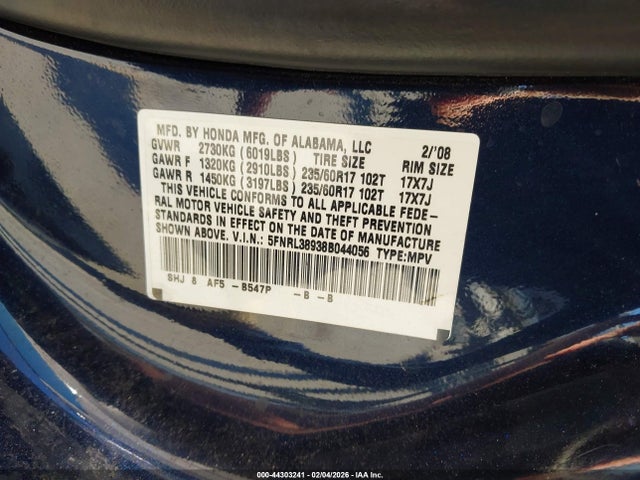 MFD. BY HONDA MFG. OF ALABAMA, LLC 2/'08
GVWR 2730KG (6019LBS) TIRE SIZE RIM SIZE
GAWR F 1320KG (2910LBS) 235/60R17 102T 17X7J
GAWR R 1450KG (3197LBS) 235/60R17 102T 17X7J
THIS VEHICLE CONFORMS TO ALL APPLICABLE FEDE-
RAL MOTOR VEHICLE SAFETY AND THEFT PREVENTION
STANDARDS IN EFFECT ON THE DATE OF MANUFACTURE
SHOWN ABOVE. V.I.N.: 5FNRL38938B044056 TYPE:MPV
SHJ 8 AF5 - B547P - B - B
000-44303241 - 02/04/2026 - IAA Inc.